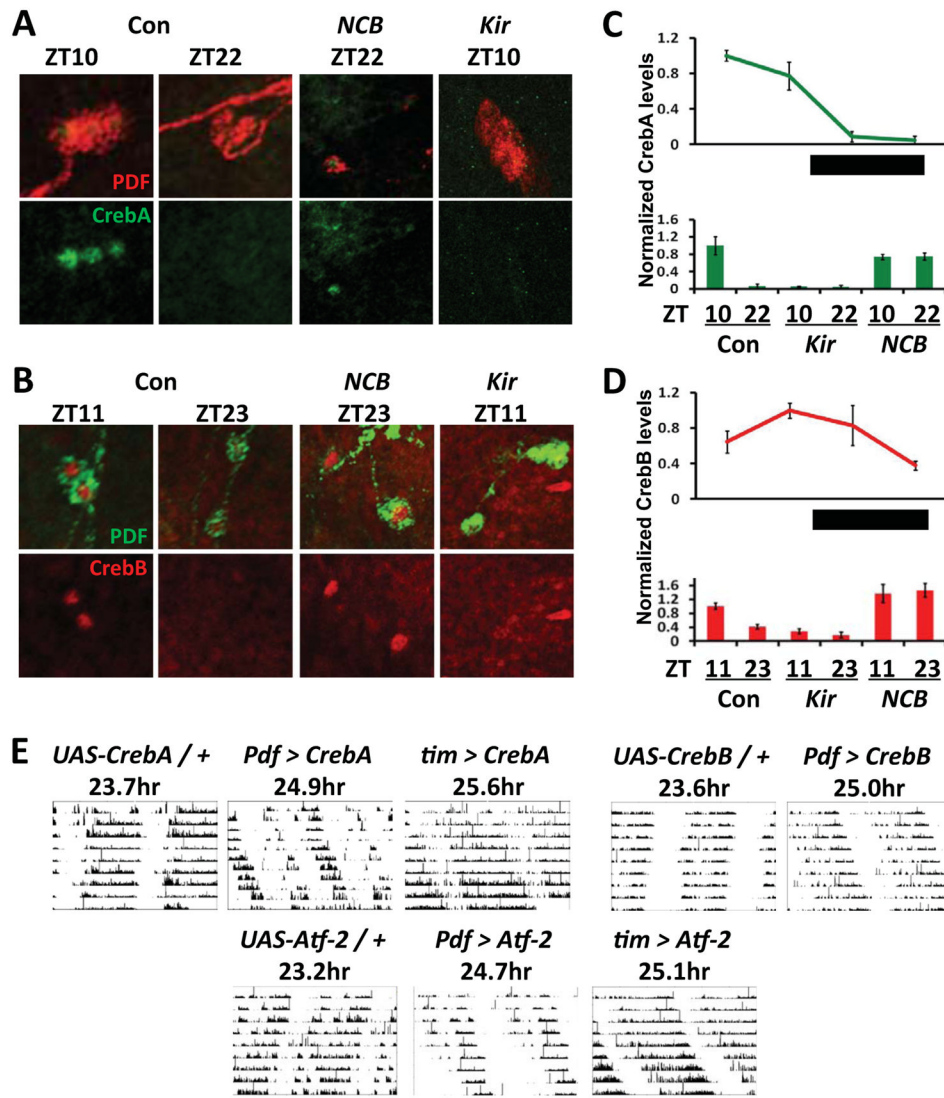 A
Con
NCB
Kir
ZT10
ZT22
ZT22
ZT10
PDF
CrebA
C
Normalized CrebA levels
1.2
0.8
0.4
0
1.6
1.2
0.8
0.4
0
ZT 10 22 10 22 10 22
Con Kir NCB
B
Con
NCB
Kir
ZT11
ZT23
ZT23
ZT11
PDF
CrebB
D
Normalized CrebB levels
1.2
0.8
0.4
0
1.6
1.2
0.8
0.4
0
ZT 11 23 11 23 11 23
Con Kir NCB
E
UAS-CrebA / +
23.7hr
Pdf > CrebA
24.9hr
tim > CrebA
25.6hr
UAS-CrebB / +
23.6hr
Pdf > CrebB
25.0hr
UAS-Atf-2 / +
23.2hr
Pdf > Atf-2
24.7hr
tim > Atf-2
25.1hr